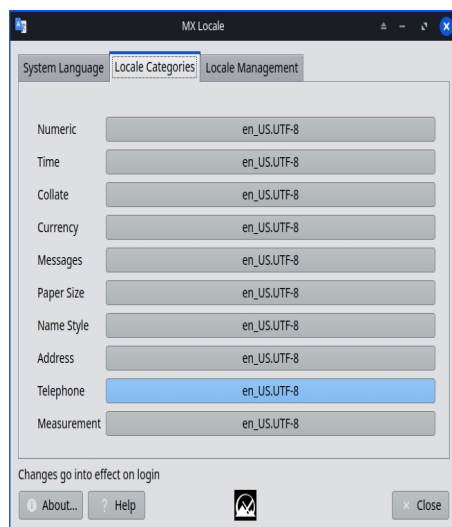 MX Locale
System Language Locale Categories Locale Management
Numeric en_US.UTF-8
Time en_US.UTF-8
Collate en_US.UTF-8
Currency en_US.UTF-8
Messages en_US.UTF-8
Paper Size en_US.UTF-8
Name Style en_US.UTF-8
Address en_US.UTF-8
Telephone en_US.UTF-8
Measurement en_US.UTF-8
Changes go into effect on login
About... ? Help Close